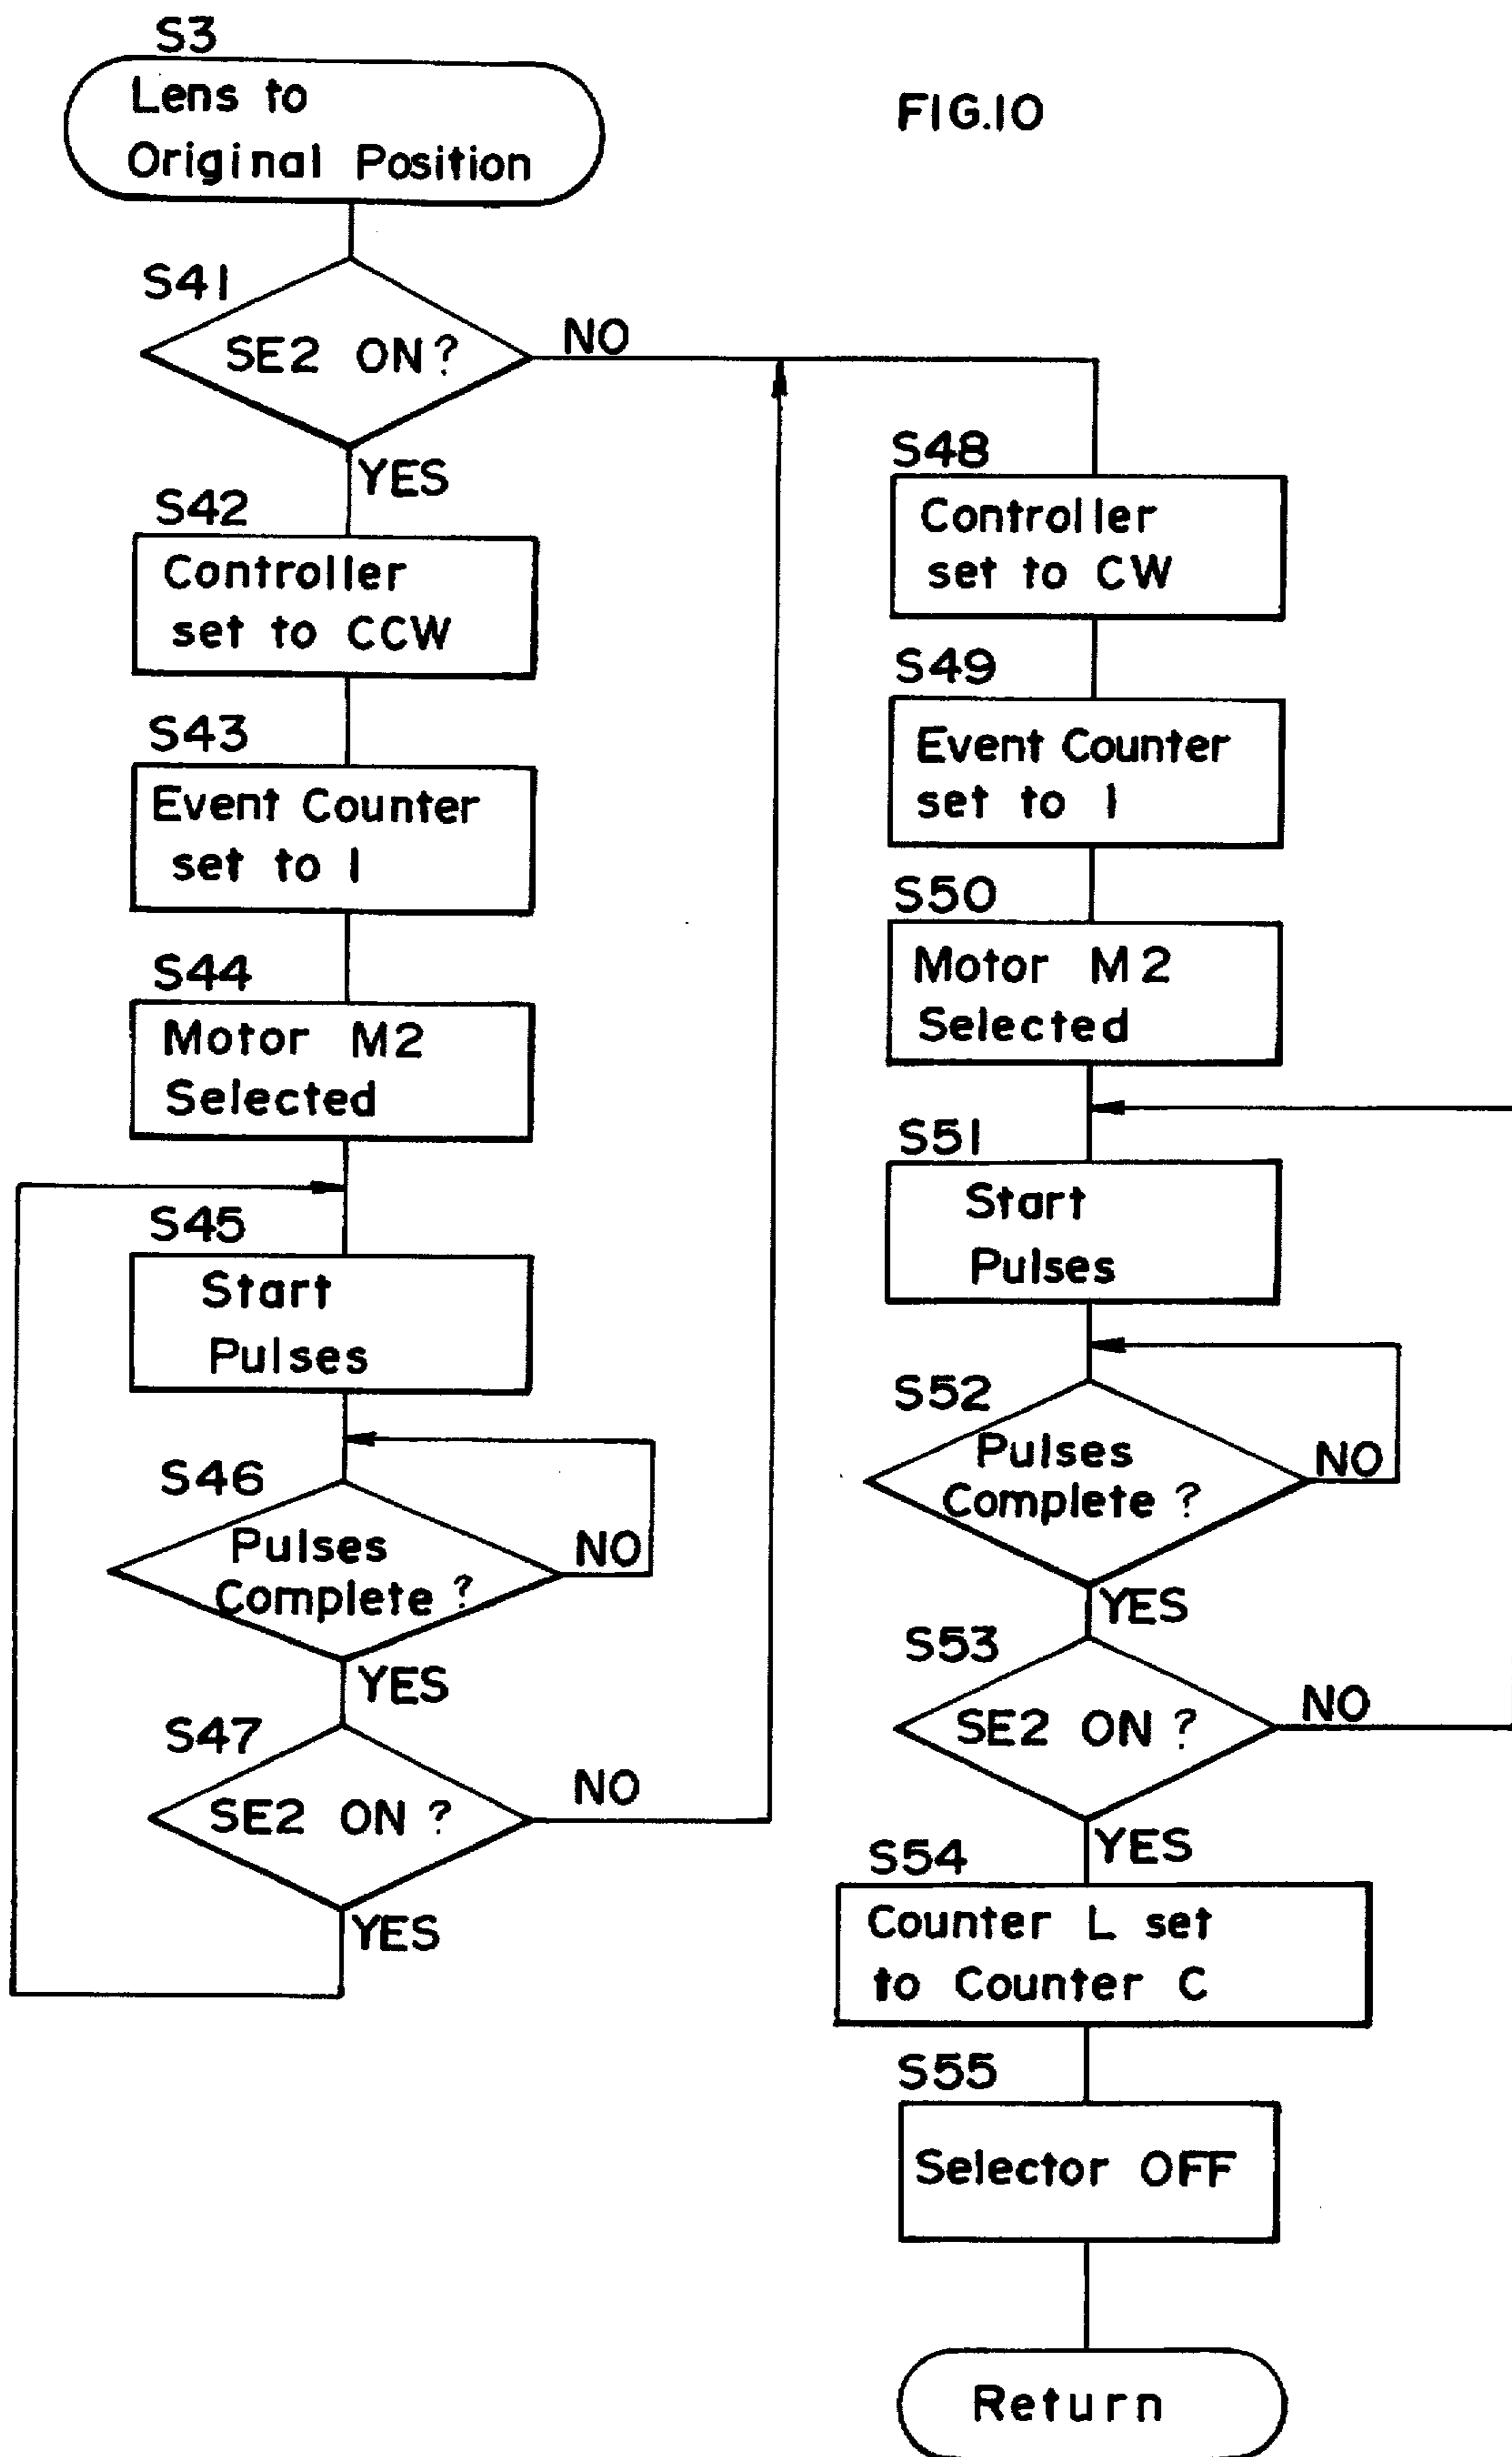 S3
Lens to
Original Position
FIG.10
S41
SE2 ON?
NO
YES
S42
Controller
set to CCW
S43
Event Counter
set to 1
S44
Motor M2
Selected
S45
Start
Pulses
S46
Pulses
Complete ?
NO
YES
S47
SE2 ON ?
NO
YES
S48
Controller
set to CW
S49
Event Counter
set to 1
S50
Motor M2
Selected
S51
Start
Pulses
S52
Pulses
Complete ?
NO
YES
S53
SE2 ON ?
NO
YES
S54
Counter L set
to Counter C
S55
Selector OFF
Return